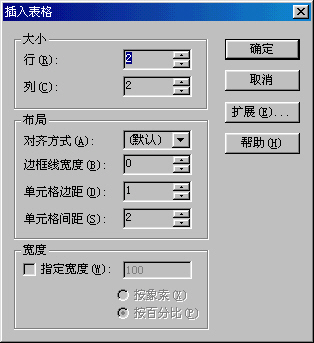 插入表格
大小
行(R): 2
列(C): 2
布局
对齐方式(A): (默认)
边框线宽度(B): 0
单元格边距(D): 1
单元格间距(S): 2
宽度
指定宽度(W): 100
按象索(X)
按百分比(P)
确定
取消
扩展(E)...
帮助(H)